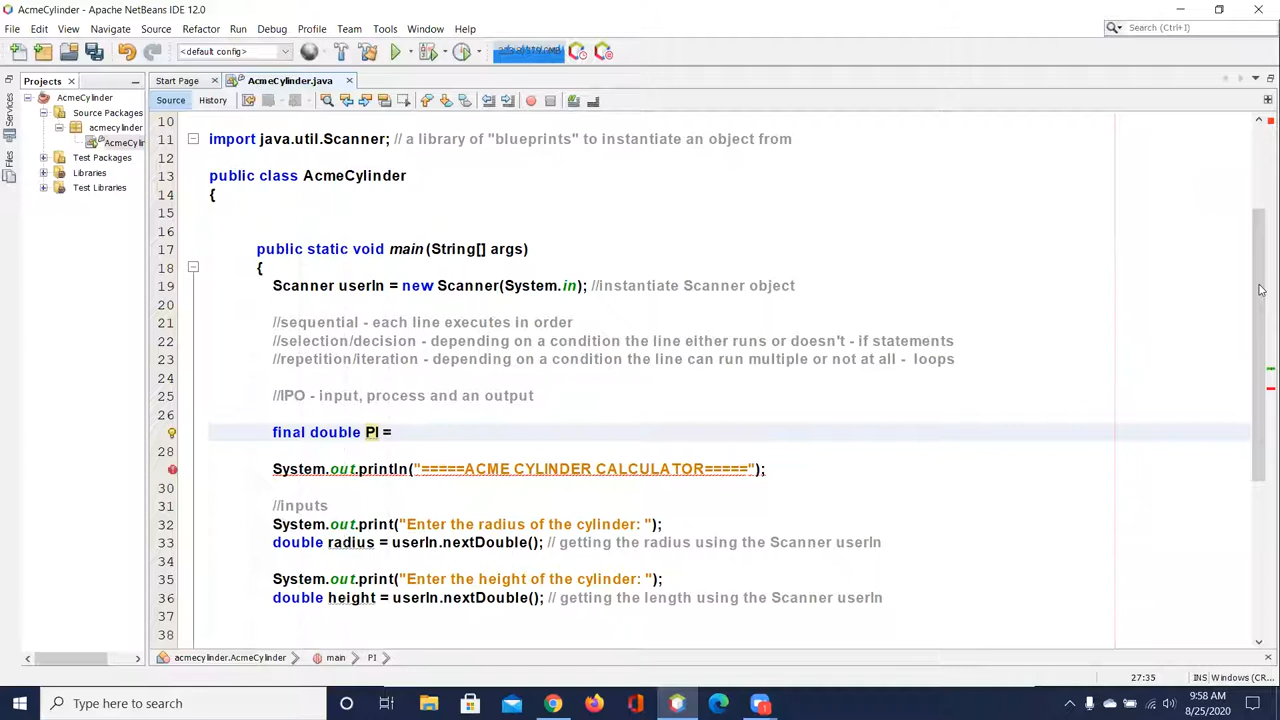 AcmeCylinder - Apache NetBeans IDE 12.0
File Edit View Navigate Source Refactor Run Debug Profile Team Tools Window Help
Search (Ctrl+I)
<default config>
Projects
Start Page
AcmeCylinder.java
Services
Files
AcmeCylinder
Source Packages
acmecylinder
AcmeCylin
Test Packages
Libraries
Test Libraries
Source History
10
11 import java.util.Scanner; // a library of "blueprints" to instantiate an object from
12
13 public class AcmeCylinder
14 {
15
16
17 public static void main(String[] args)
18 {
19 Scanner userIn = new Scanner(System.in); //instantiate Scanner object
20
21 //sequential - each line executes in order
22 //selection/decision - depending on a condition the line either runs or doesn't - if statements
23 //repetition/iteration - depending on a condition the line can run multiple or not at all - loops
24
25 //IPO - input, process and an output
26
final double PI =
28
System.out.println("=====ACME CYLINDER CALCULATOR=====");
30
31 //inputs
32 System.out.print("Enter the radius of the cylinder: ");
33 double radius = userIn.nextDouble(); // getting the radius using the Scanner userIn
34
35 System.out.print("Enter the height of the cylinder: ");
36 double height = userIn.nextDouble(); // getting the length using the Scanner userIn
37
38
acmecylinder.AcmeCylinder
main
PI
27:35
INS
Windows (CR...
Type here to search
1
9:58 AM
8/25/2020